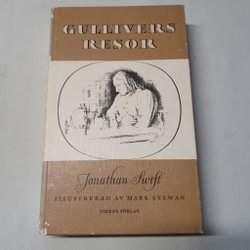 GULLIVERS
RESOR
Jonathan Swift
ILLUSTRERAD AV MARK SYLWAN
TIDENS FÖRLAG